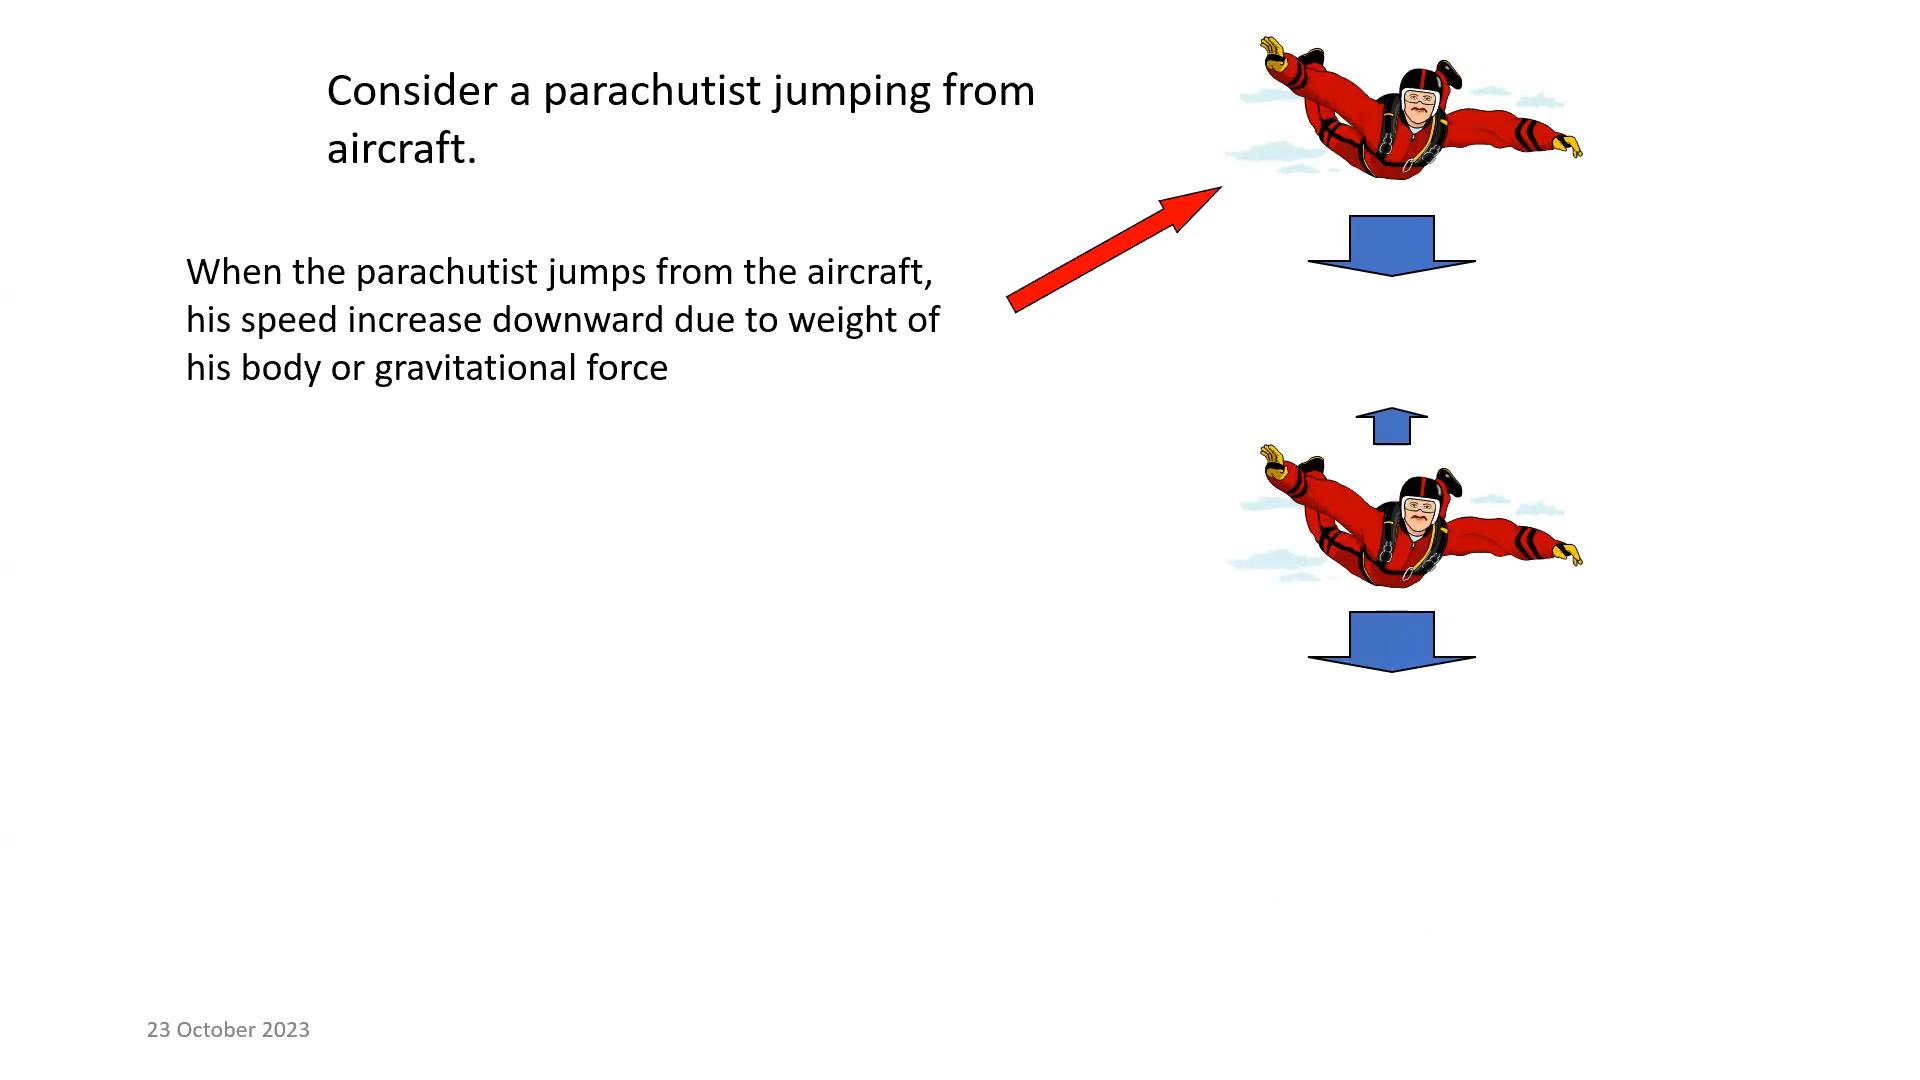 Consider a parachutist jumping from
aircraft.
When the parachutist jumps from the aircraft,
his speed increase downward due to weight of
his body or gravitational force
23 October 2023